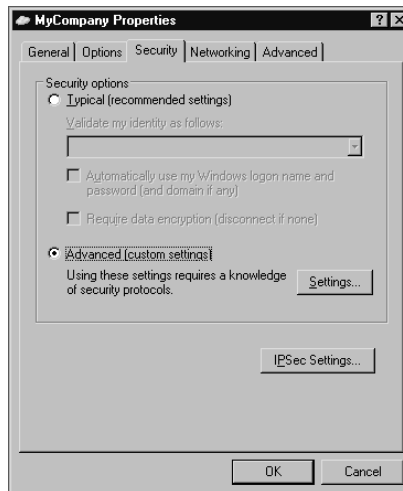 MyCompany Properties
General Options Security Networking Advanced
Security options
Typical (recommended settings)
Validate my identity as follows:
Automatically use my Windows logon name and
password (and domain if any)
Require data encryption (disconnect if none)
Advanced (custom settings)
Using these settings requires a knowledge
of security protocols.
Settings...
IPSec Settings...
OK Cancel